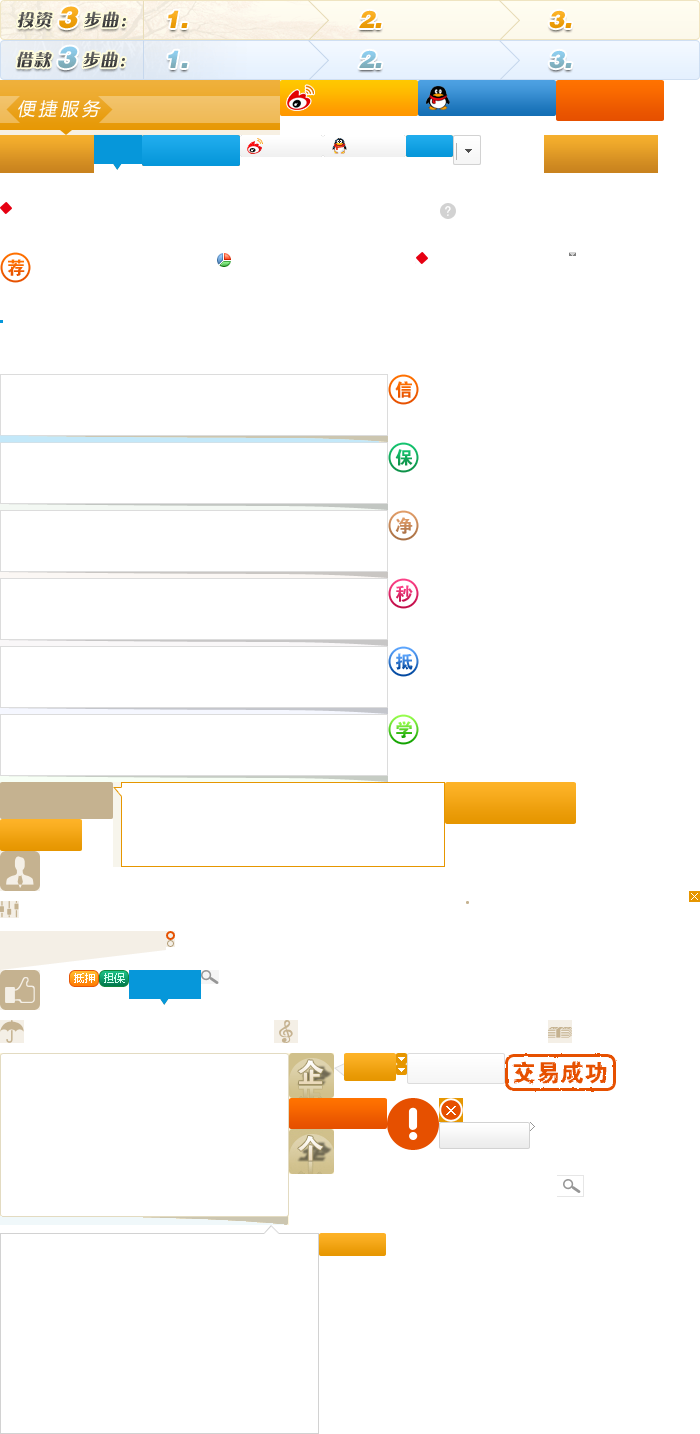 投资3步曲: 1. 2. 3.
借款3步曲: 1. 2. 3.
便捷服务
?
荐
信
保
净
秒
抵
学
抵押 担保
企
交易成功
!
个